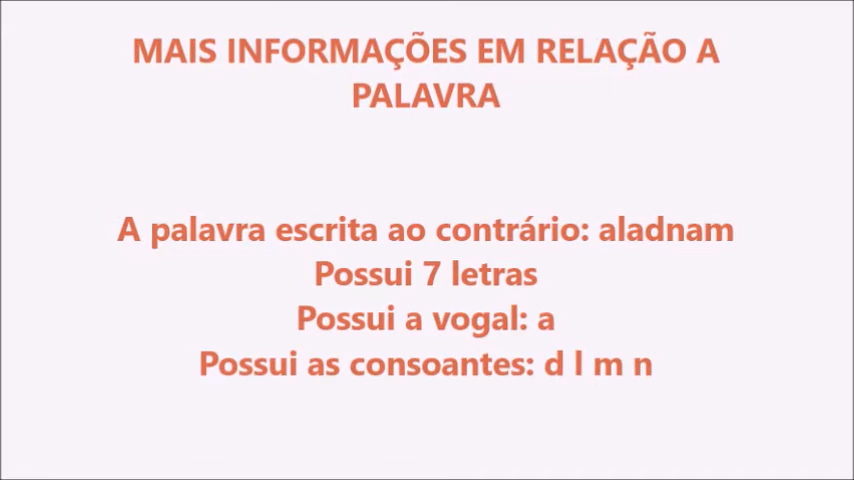 MAIS INFORMAÇÕES EM RELAÇÃO A
PALAVRA
A palavra escrita ao contrário: aladnam
Possui 7 letras
Possui a vogal: a
Possui as consoantes: d l m n